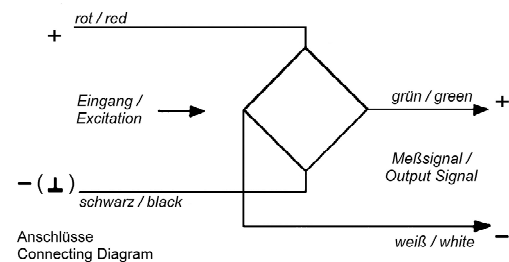 rot / red
+
Eingang /
Excitation
grün / green
+
Meßsignal /
Output Signal
- (⊥)
schwarz / black
weiß / white
-
Anschlüsse
Connecting Diagram